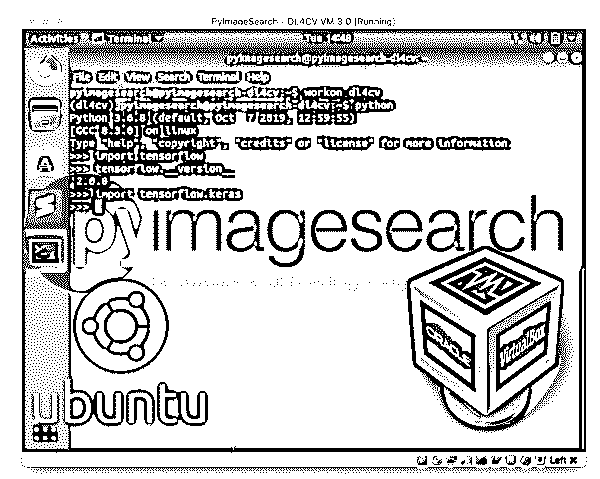 PyImageSearch - DL4CV VM 3.0 [Running]
Activities Terminal Tue 14:48
pyimagesearch@pyimagesearch-dl4cv: ~
File Edit View Search Terminal Help
pyimagesearch@pyimagesearch-dl4cv:~$ workon dl4cv
(dl4cv) pyimagesearch@pyimagesearch-dl4cv:~$ python
Python 3.6.8 (default, Oct 7 2019, 12:59:55)
[GCC 8.3.0] on linux
Type "help", "copyright", "credits" or "license" for more information.
>>> import tensorflow
>>> tensorflow.__version__
'2.0.0'
>>> import tensorflow.keras
>>>
pyimagesearch
VirtualBox
ubuntu
Left ⌘